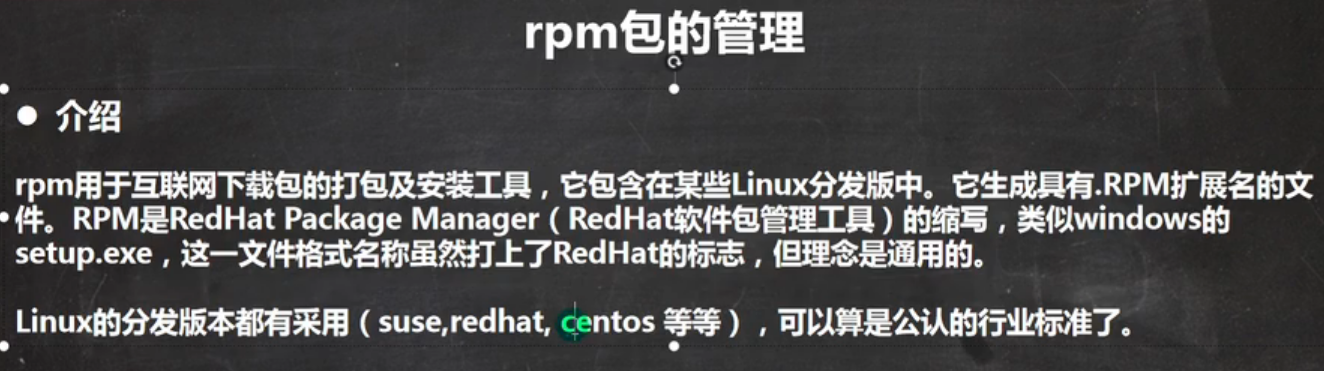 rpm包的管理
● 介绍
rpm用于互联网下载包的打包及安装工具，它包含在某些Linux分发版中。它生成具有.RPM扩展名的文
件。RPM是RedHat Package Manager（RedHat软件包管理工具）的缩写，类似windows的
setup.exe，这一文件格式名称虽然打上了RedHat的标志，但理念是通用的。
Linux的分发版本都有采用（suse,redhat, centos 等等），可以算是公认的行业标准了。